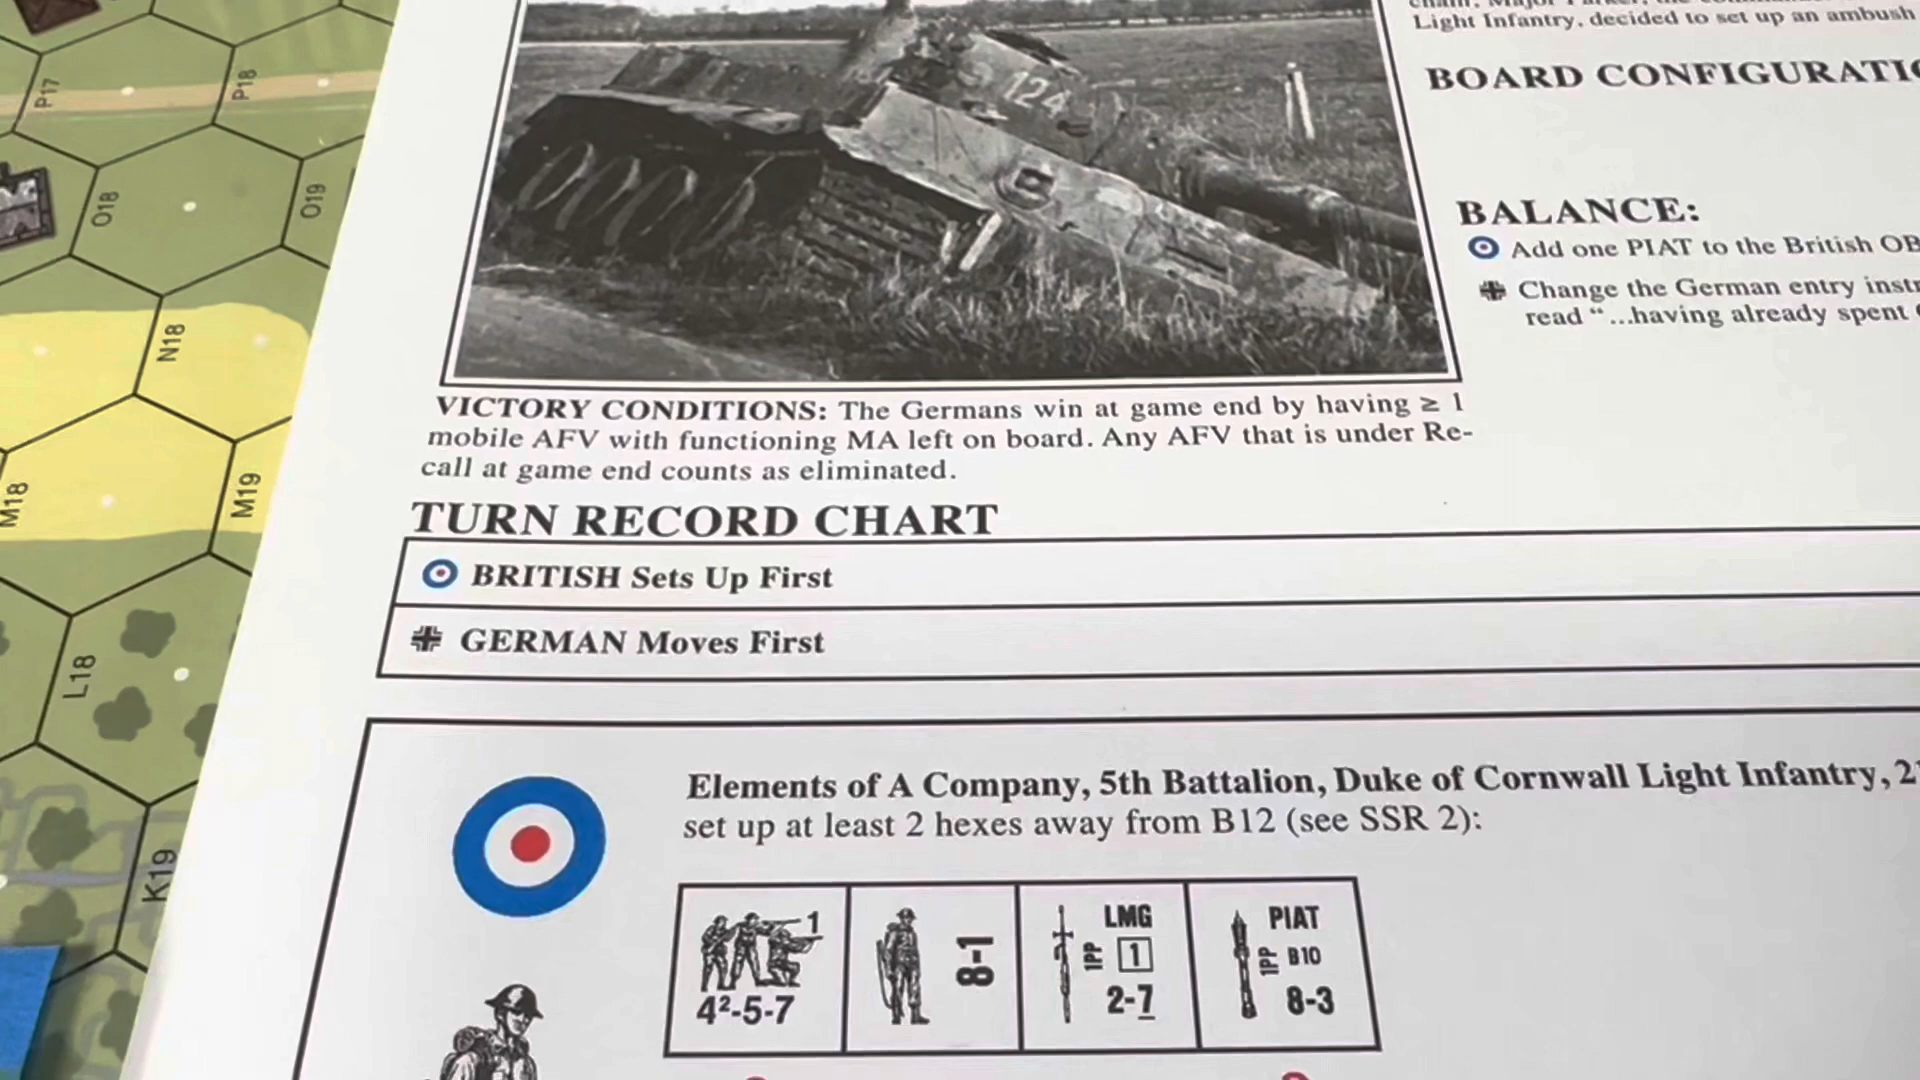 P17
P18
O18
O19
N18
M18
M19
L18
K19
124
Light Infantry, decided to set up an ambush
BOARD CONFIGURATI
BALANCE:
Add one PIAT to the British OB
Change the German entry instr
read “...having already spent
VICTORY CONDITIONS: The Germans win at game end by having ≥ 1
mobile AFV with functioning MA left on board. Any AFV that is under Re-
call at game end counts as eliminated.
TURN RECORD CHART
BRITISH Sets Up First
GERMAN Moves First
Elements of A Company, 5th Battalion, Duke of Cornwall Light Infantry, 2
set up at least 2 hexes away from B12 (see SSR 2):
1
4²-5-7
8-1
LMG
1PP 1
2-7
PIAT
1PP B10
8-3